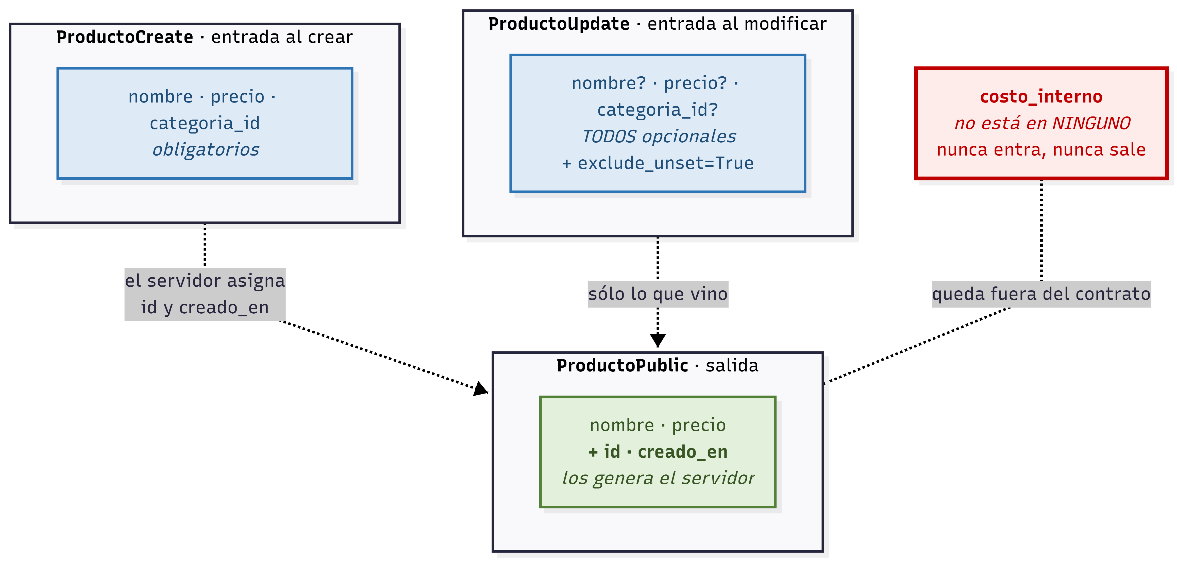 ProductoCreate · entrada al crear
nombre · precio ·
categoria_id
obligatorios
ProductoUpdate · entrada al modificar
nombre? · precio? ·
categoria_id?
TODOS opcionales
+ exclude_unset=True
costo_interno
no está en NINGUNO
nunca entra, nunca sale
el servidor asigna
id y creado_en
sólo lo que vino
queda fuera del contrato
ProductoPublic · salida
nombre · precio
+ id · creado_en
los genera el servidor